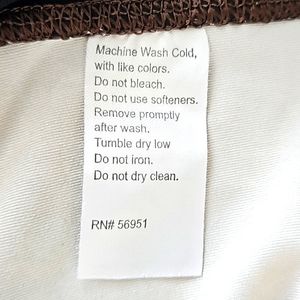 Machine Wash Cold,
with like colors.
Do not bleach.
Do not use softeners.
Remove promptly
after wash.
Tumble dry low
Do not iron.
Do not dry clean.
RN# 56951